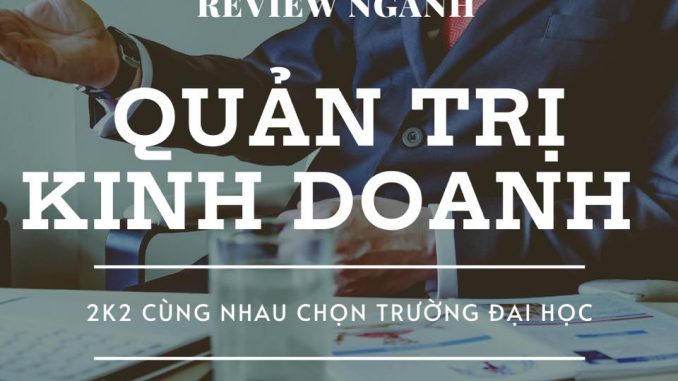 REVIEW NGÀNH
QUẢN TRỊ
KINH DOANH
2K2 CÙNG NHAU CHỌN TRƯỜNG ĐẠI HỌC